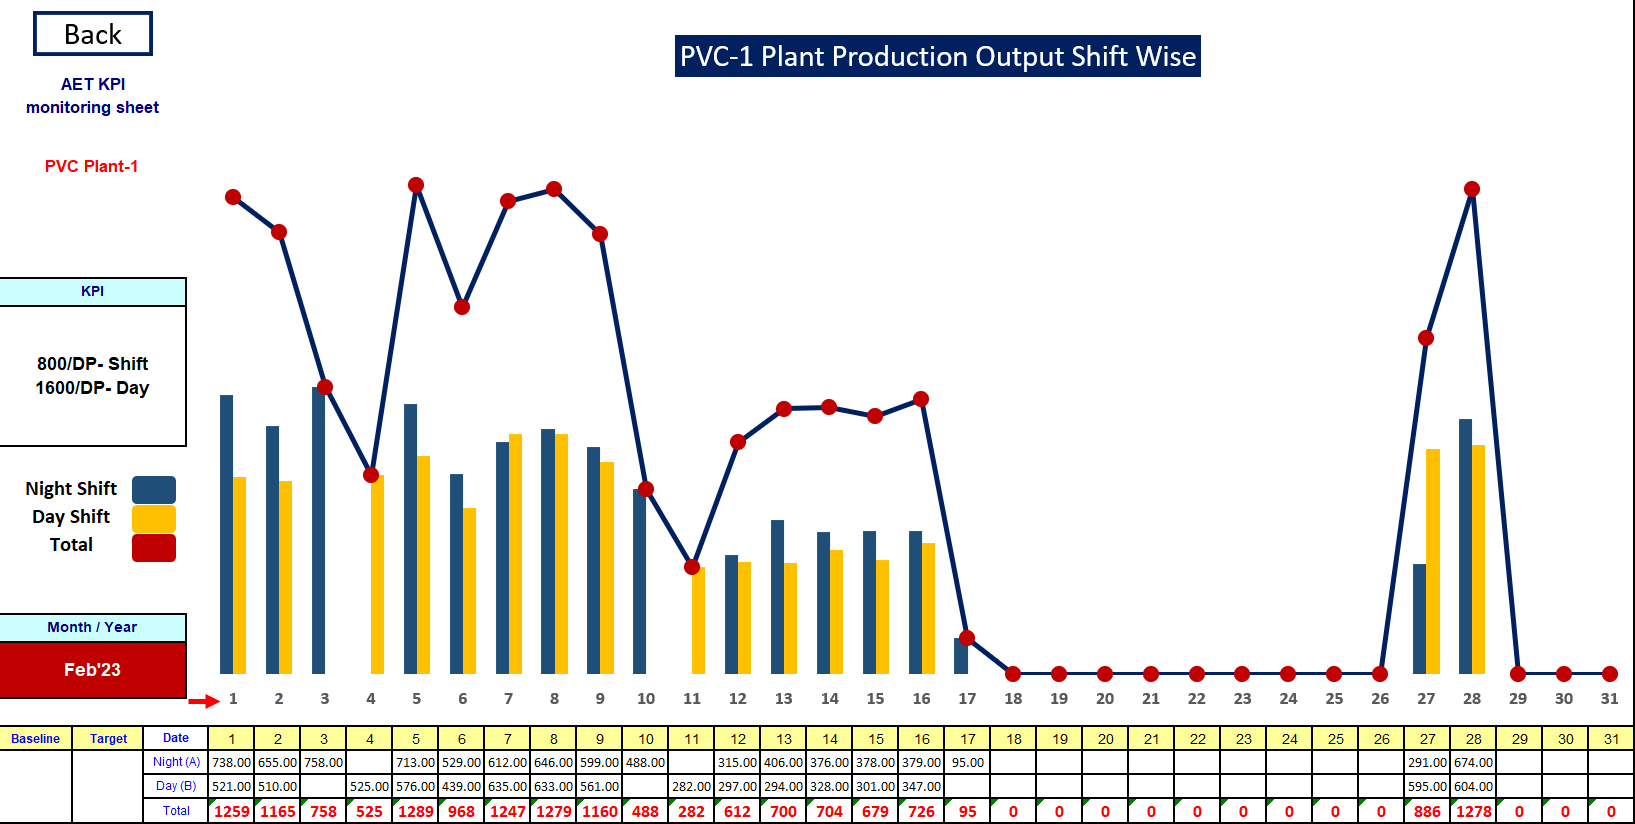 Back
PVC-1 Plant Production Output Shift Wise
AET KPI
monitoring sheet
PVC Plant-1
KPI
800/DP- Shift
1600/DP- Day
Night Shift
Day Shift
Total
Month / Year
Feb'23
1 2 3 4 5 6 7 8 9 10 11 12 13 14 15 16 17 18 19 20 21 22 23 24 25 26 27 28 29 30 31
Baseline Target Date 1 2 3 4 5 6 7 8 9 10 11 12 13 14 15 16 17 18 19 20 21 22 23 24 25 26 27 28 29 30 31
Night (A) 738.00 655.00 758.00 713.00 529.00 612.00 646.00 599.00 488.00 315.00 406.00 376.00 378.00 379.00 95.00 291.00 674.00
Day (B) 521.00 510.00 525.00 576.00 439.00 635.00 633.00 561.00 282.00 297.00 294.00 328.00 301.00 347.00 595.00 604.00
Total 1259 1165 758 525 1289 968 1247 1279 1160 488 282 612 700 704 679 726 95 0 0 0 0 0 0 0 0 0 886 1278 0 0 0